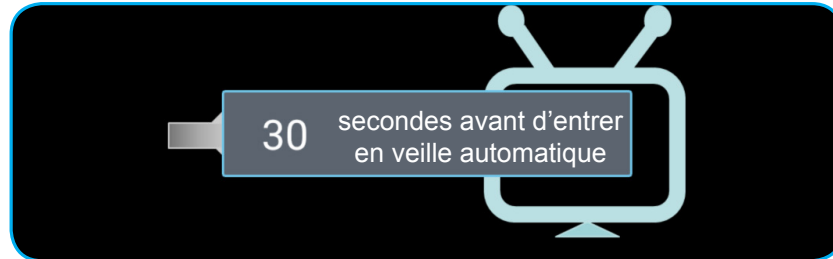 30 secondes avant d’entrer
en veille automatique